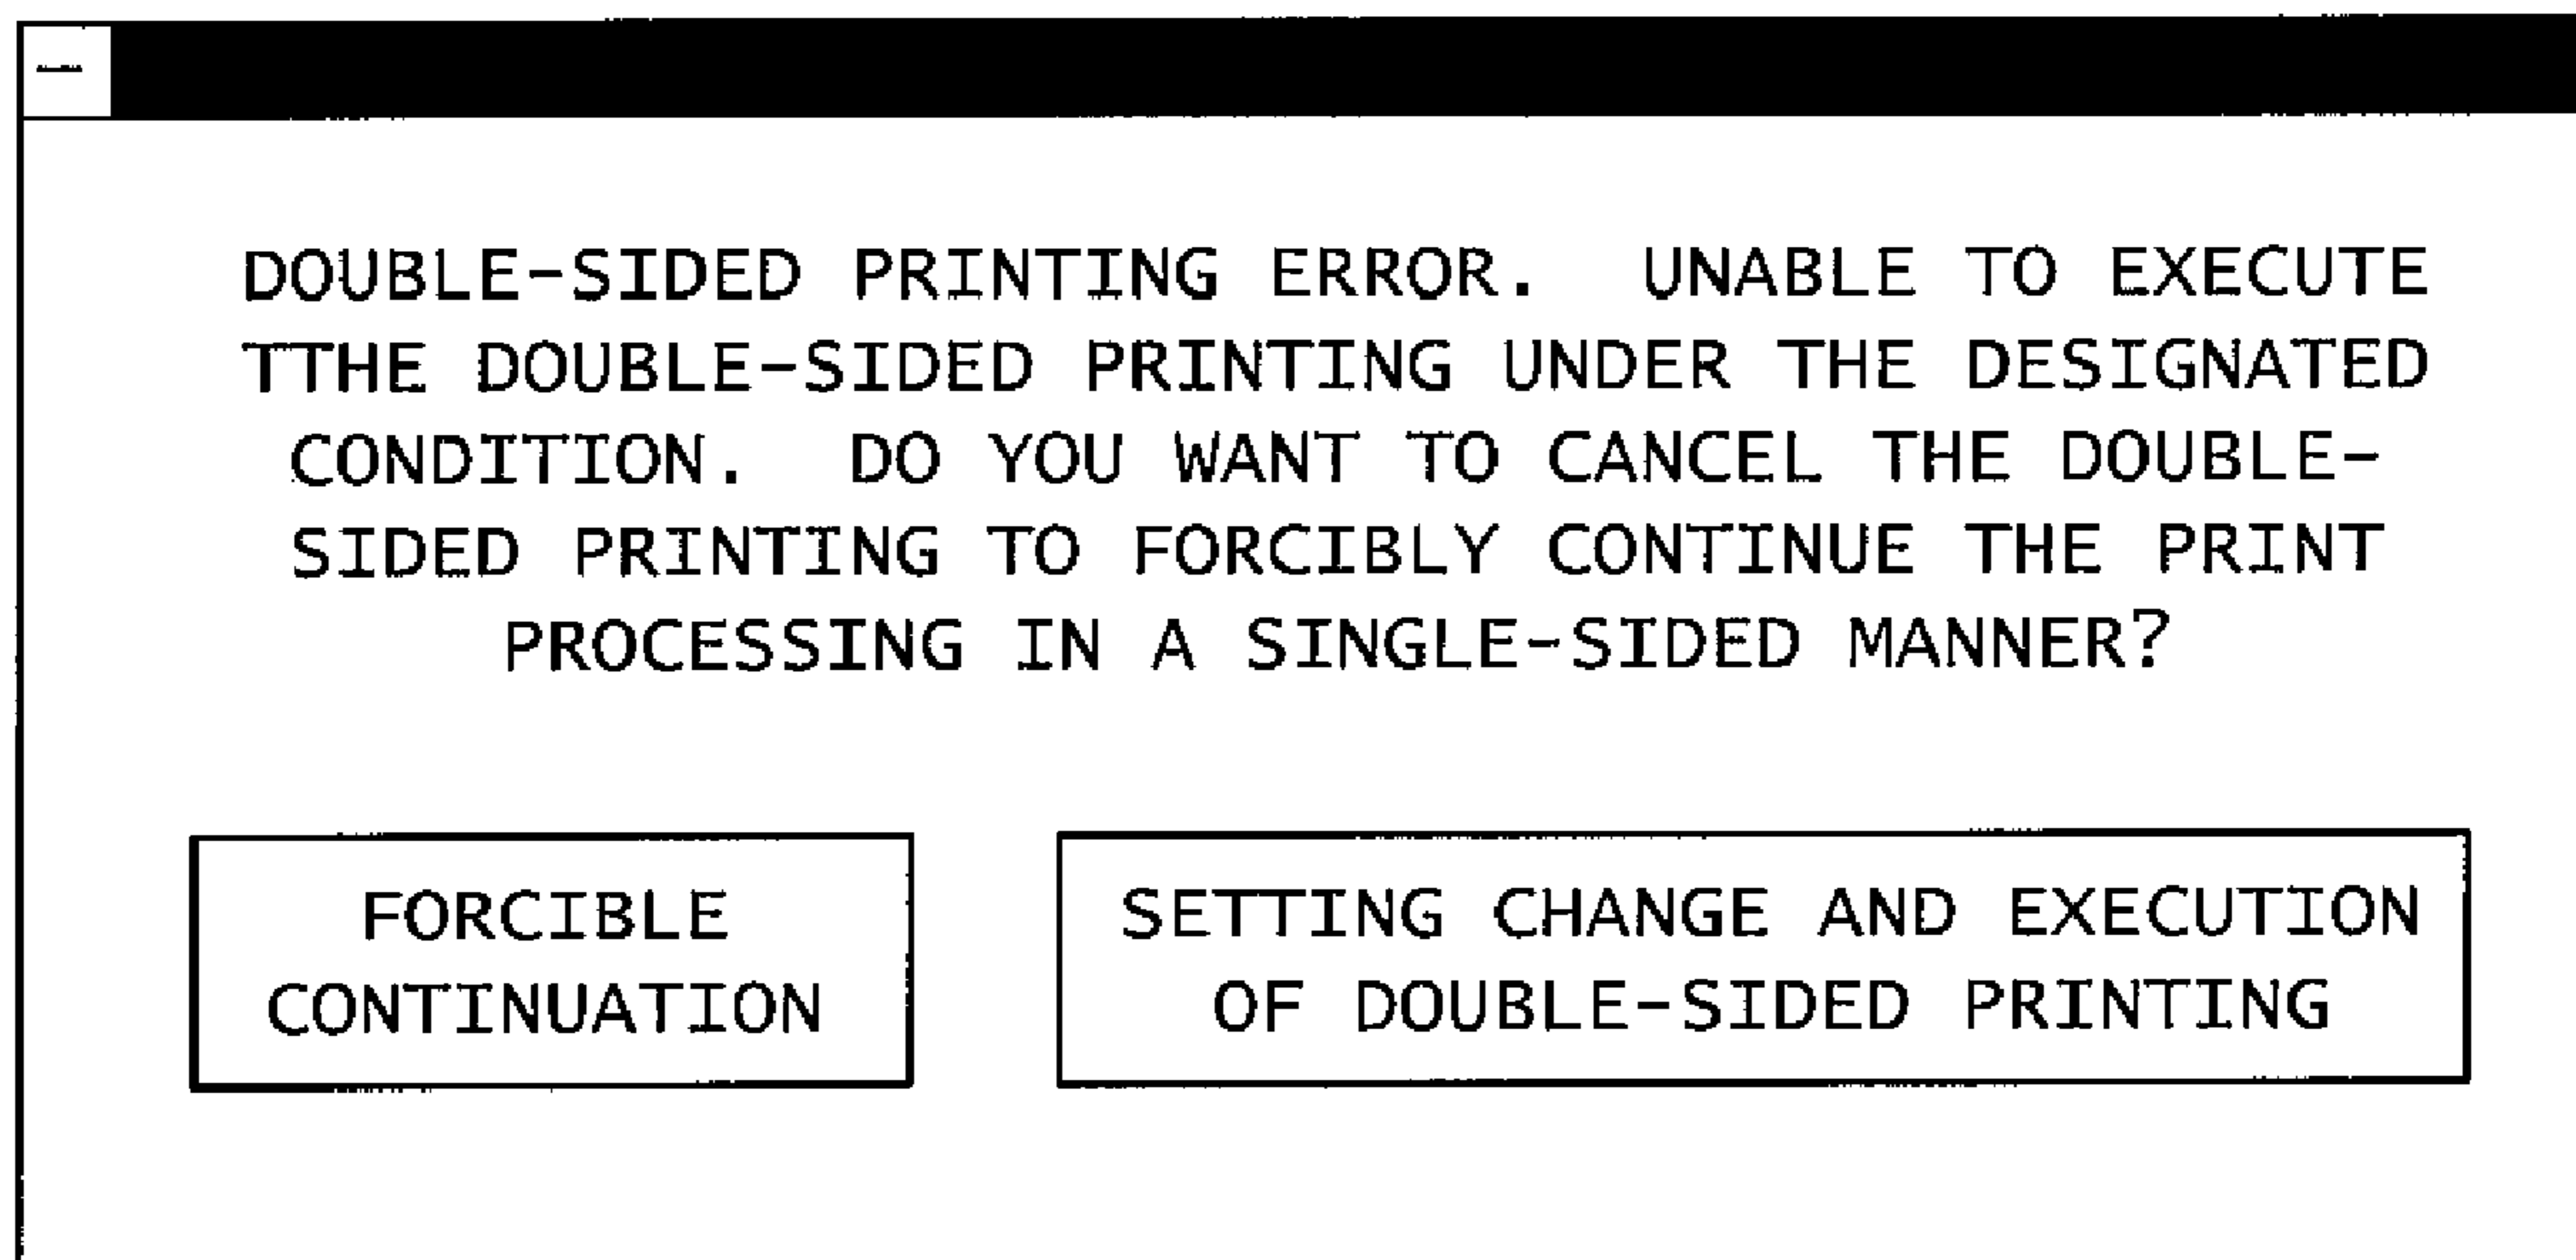 DOUBLE-SIDED PRINTING ERROR.  UNABLE TO EXECUTE
TTHE DOUBLE-SIDED PRINTING UNDER THE DESIGNATED
CONDITION.  DO YOU WANT TO CANCEL THE DOUBLE-
SIDED PRINTING TO FORCIBLY CONTINUE THE PRINT
PROCESSING IN A SINGLE-SIDED MANNER?
FORCIBLE
CONTINUATION
SETTING CHANGE AND EXECUTION
OF DOUBLE-SIDED PRINTING